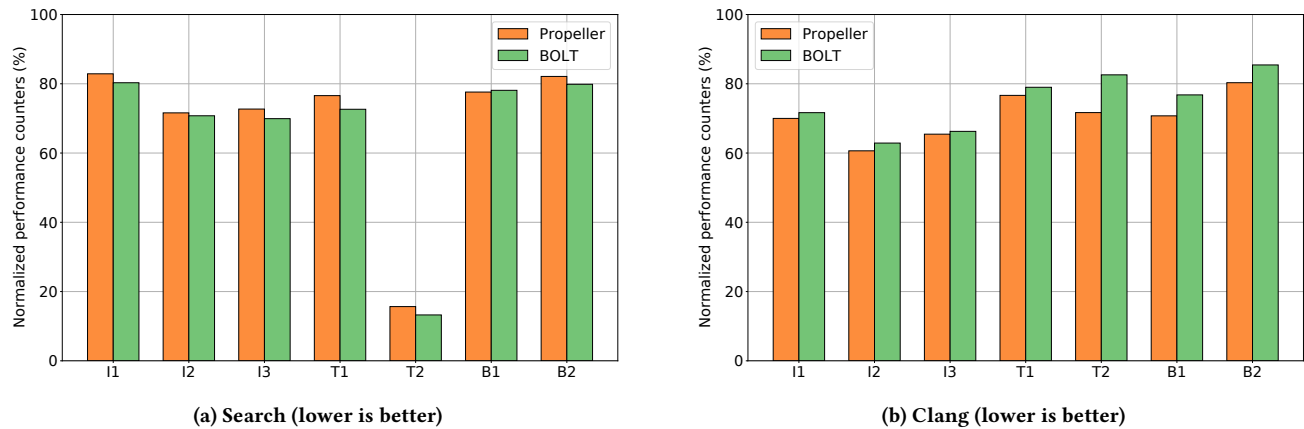 Normalized performance counters (%)
100
80
60
40
20
0
I1 I2 I3 T1 T2 B1 B2
Propeller
BOLT
(a) Search (lower is better)
Normalized performance counters (%)
100
80
60
40
20
0
I1 I2 I3 T1 T2 B1 B2
Propeller
BOLT
(b) Clang (lower is better)